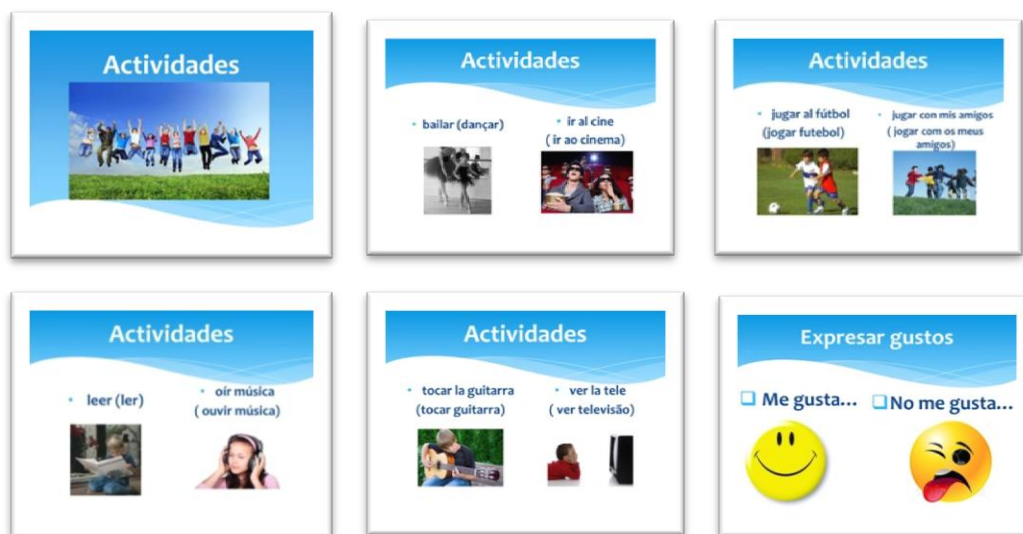 Actividades
Actividades
bailar (dançar)
ir al cine
( ir ao cinema)
Actividades
jugar al fútbol
(jogar futebol)
jugar con mis amigos
( jogar com os meus
amigos)
Actividades
leer (ler)
oír música
( ouvir música)
Actividades
tocar la guitarra
(tocar guitarra)
ver la tele
( ver televisão)
Expresar gustos
Me gusta...
No me gusta...